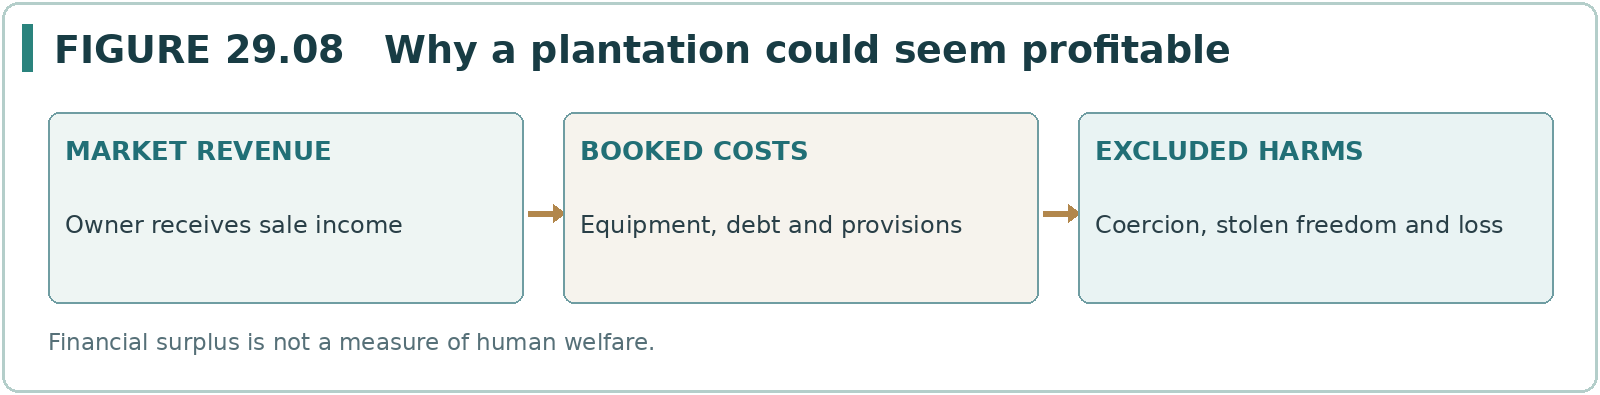 FIGURE 29.08 Why a plantation could seem profitable
MARKET REVENUE
Owner receives sale income
BOOKED COSTS
Equipment, debt and provisions
EXCLUDED HARMS
Coercion, stolen freedom and loss
Financial surplus is not a measure of human welfare.